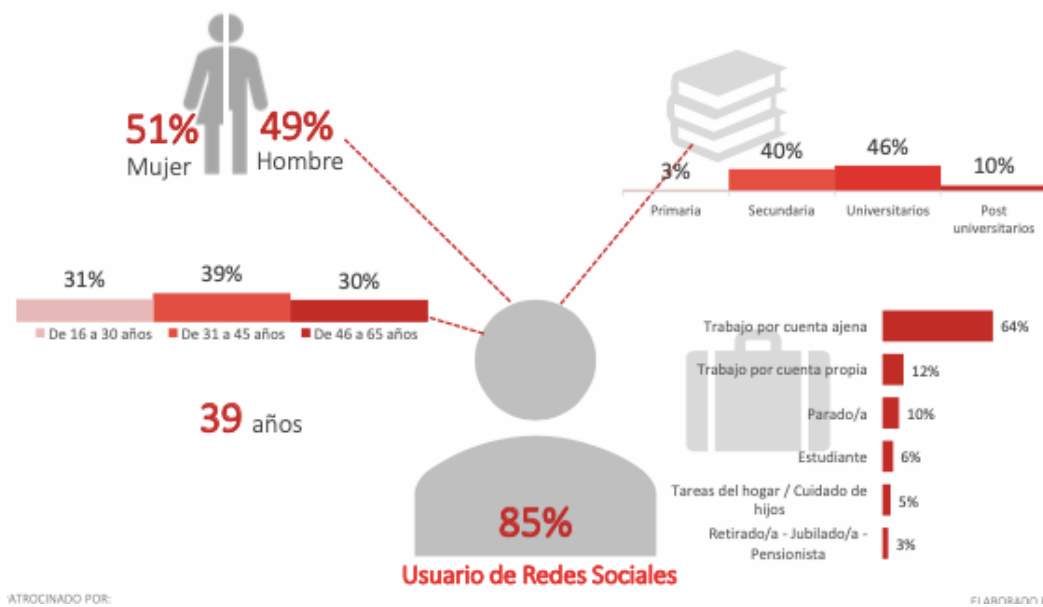 51%
Mujer
49%
Hombre
3%
40%
46%
10%
Primaria
Secundaria
Universitarios
Post
universitarios
31%
39%
30%
De 16 a 30 años
De 31 a 45 años
De 46 a 65 años
39 años
Trabajo por cuenta ajena
64%
Trabajo por cuenta propia
12%
Parado/a
10%
Estudiante
6%
Tareas del hogar / Cuidado de
hijos
5%
Retirado/a - Jubilado/a -
Pensionista
3%
85%
Usuario de Redes Sociales
ATROCINADO POR:
ELABORADO